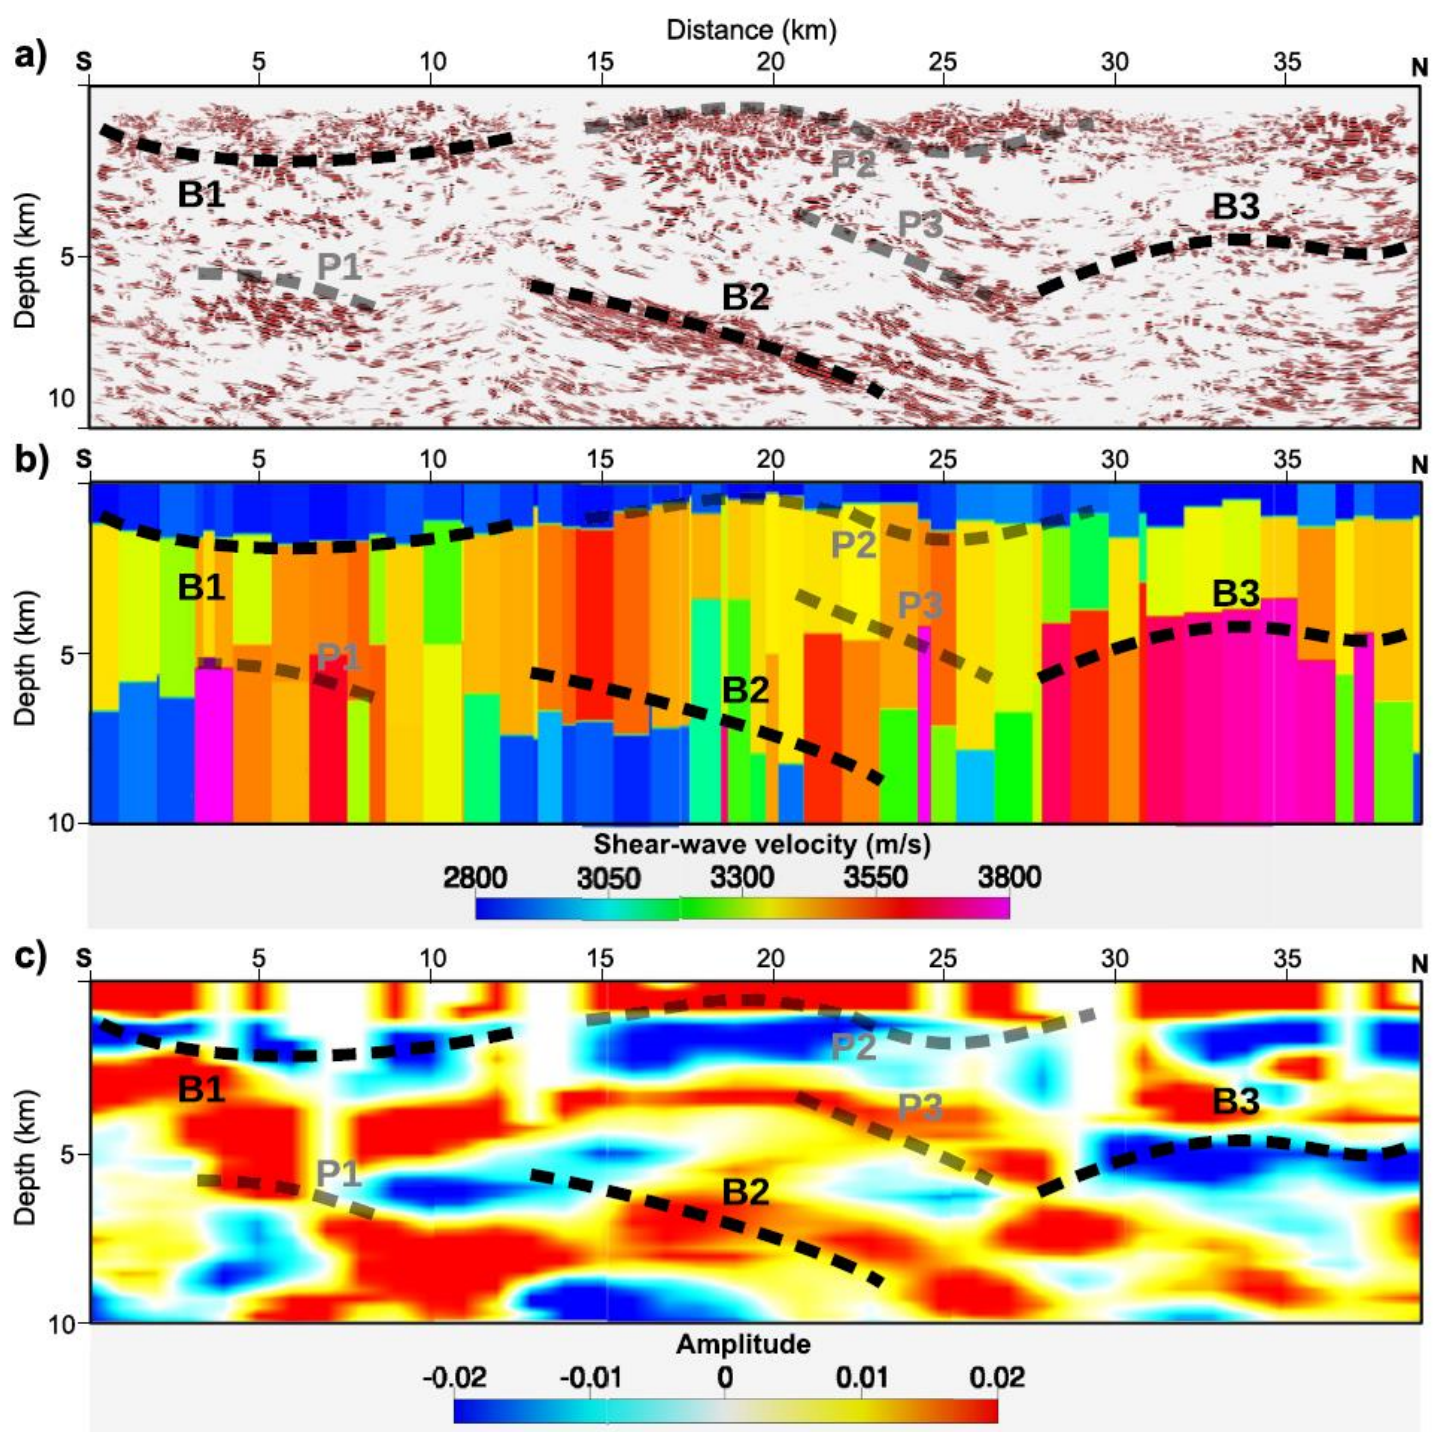 Distance (km)
a) S 5 10 15 20 25 30 35 N
P2
B1
P3
B3
5
P1
B2
10
Depth (km)
b) S 5 10 15 20 25 30 35 N
P2
B1
P3
B3
5
P1
B2
10
Depth (km)
Shear-wave velocity (m/s)
2800 3050 3300 3550 3800
c) S 5 10 15 20 25 30 35 N
P2
B1
P3
B3
5
P1
B2
10
Depth (km)
Amplitude
-0.02 -0.01 0 0.01 0.02